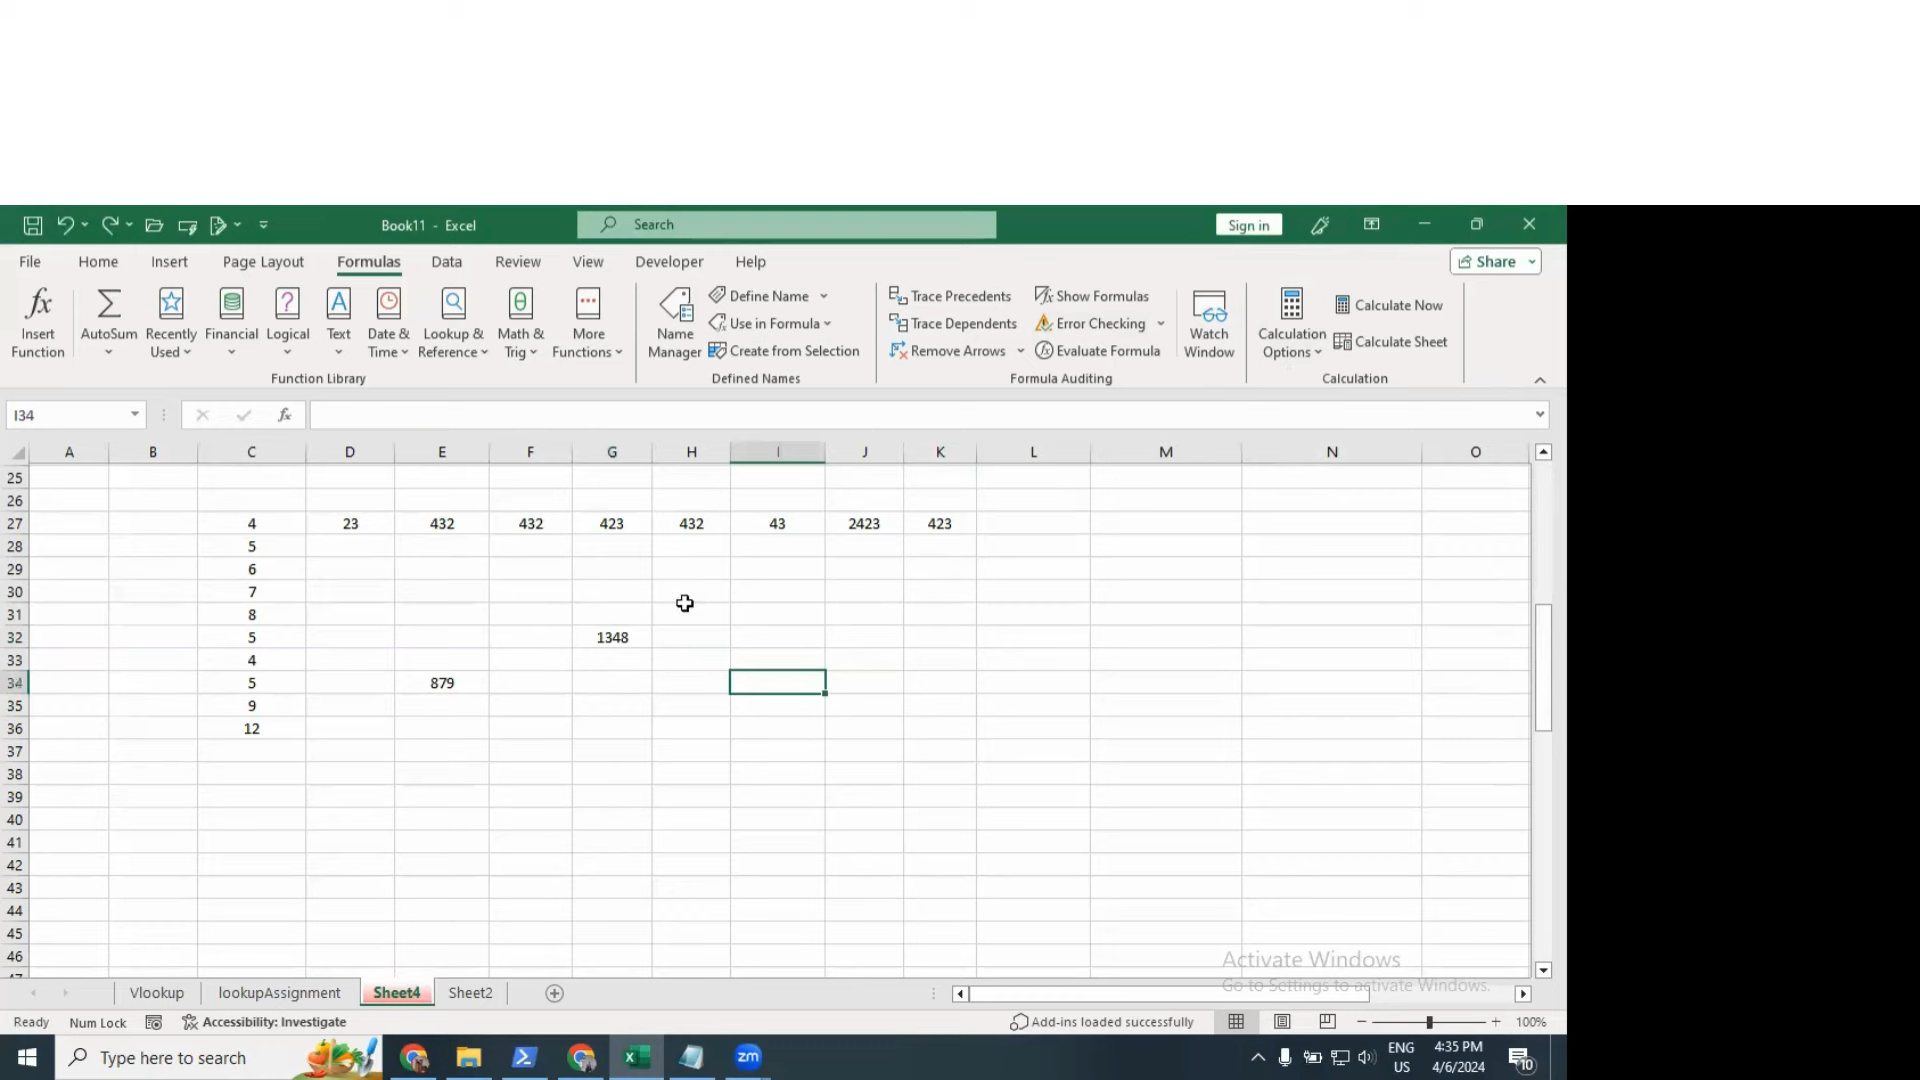 Book11 - Excel
Search
Sign in
File Home Insert Page Layout Formulas Data Review View Developer Help
Share
Insert Function
AutoSum
Recently Used
Financial
Logical
Text
Date & Time
Lookup & Reference
Math & Trig
More Functions
Function Library
Name Manager
Define Name
Use in Formula
Create from Selection
Defined Names
Trace Precedents
Trace Dependents
Remove Arrows
Show Formulas
Error Checking
Evaluate Formula
Formula Auditing
Watch Window
Calculation Options
Calculate Now
Calculate Sheet
Calculation
I34
fx
A B C D E F G H I J K L M N O
25
26
27 4 23 432 432 423 432 43 2423 423
28 5
29 6
30 7
31 8
32 5 1348
33 4
34 5 879
35 9
36 12
37
38
39
40
41
42
43
44
45
46
47
Activate Windows
Go to Settings to activate Windows.
Vlookup lookupAssignment Sheet4 Sheet2
Ready Num Lock Accessibility: Investigate Add-ins loaded successfully 100%
Type here to search
zm
ENG US
4:35 PM
4/6/2024
10